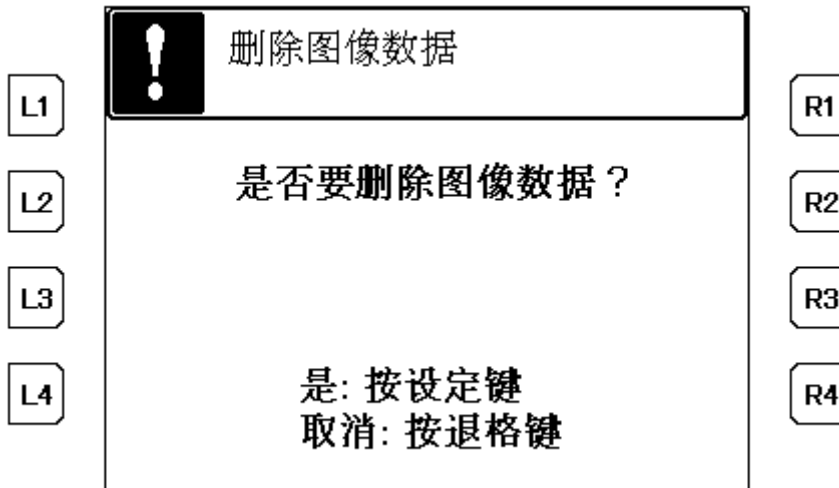 删除图像数据
L1
R1
是否要删除图像数据？
L2
R2
L3
R3
是: 按设定键
L4
R4
取消: 按退格键